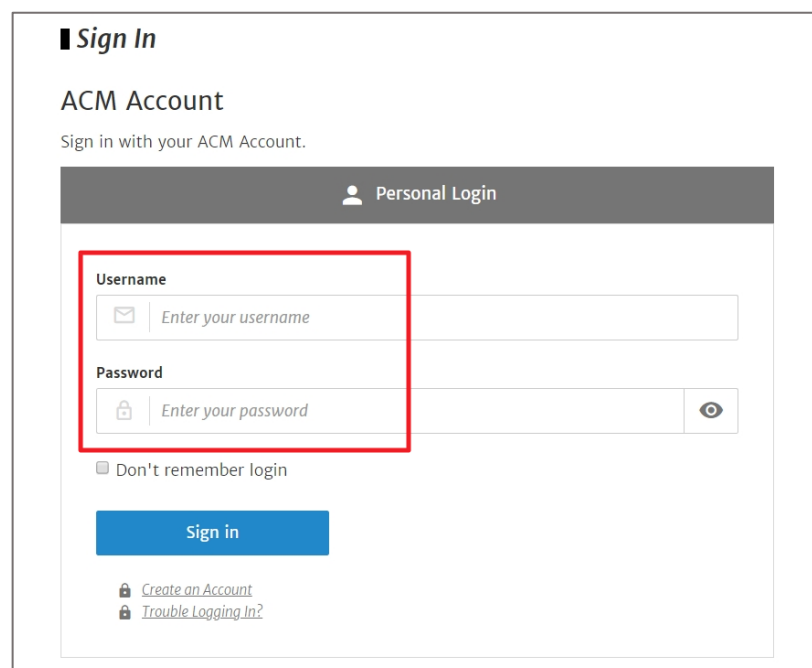 Sign In
ACM Account
Sign in with your ACM Account.
Personal Login
Username
Enter your username
Password
Enter your password
Don't remember login
Sign in
Create an Account
Trouble Logging In?